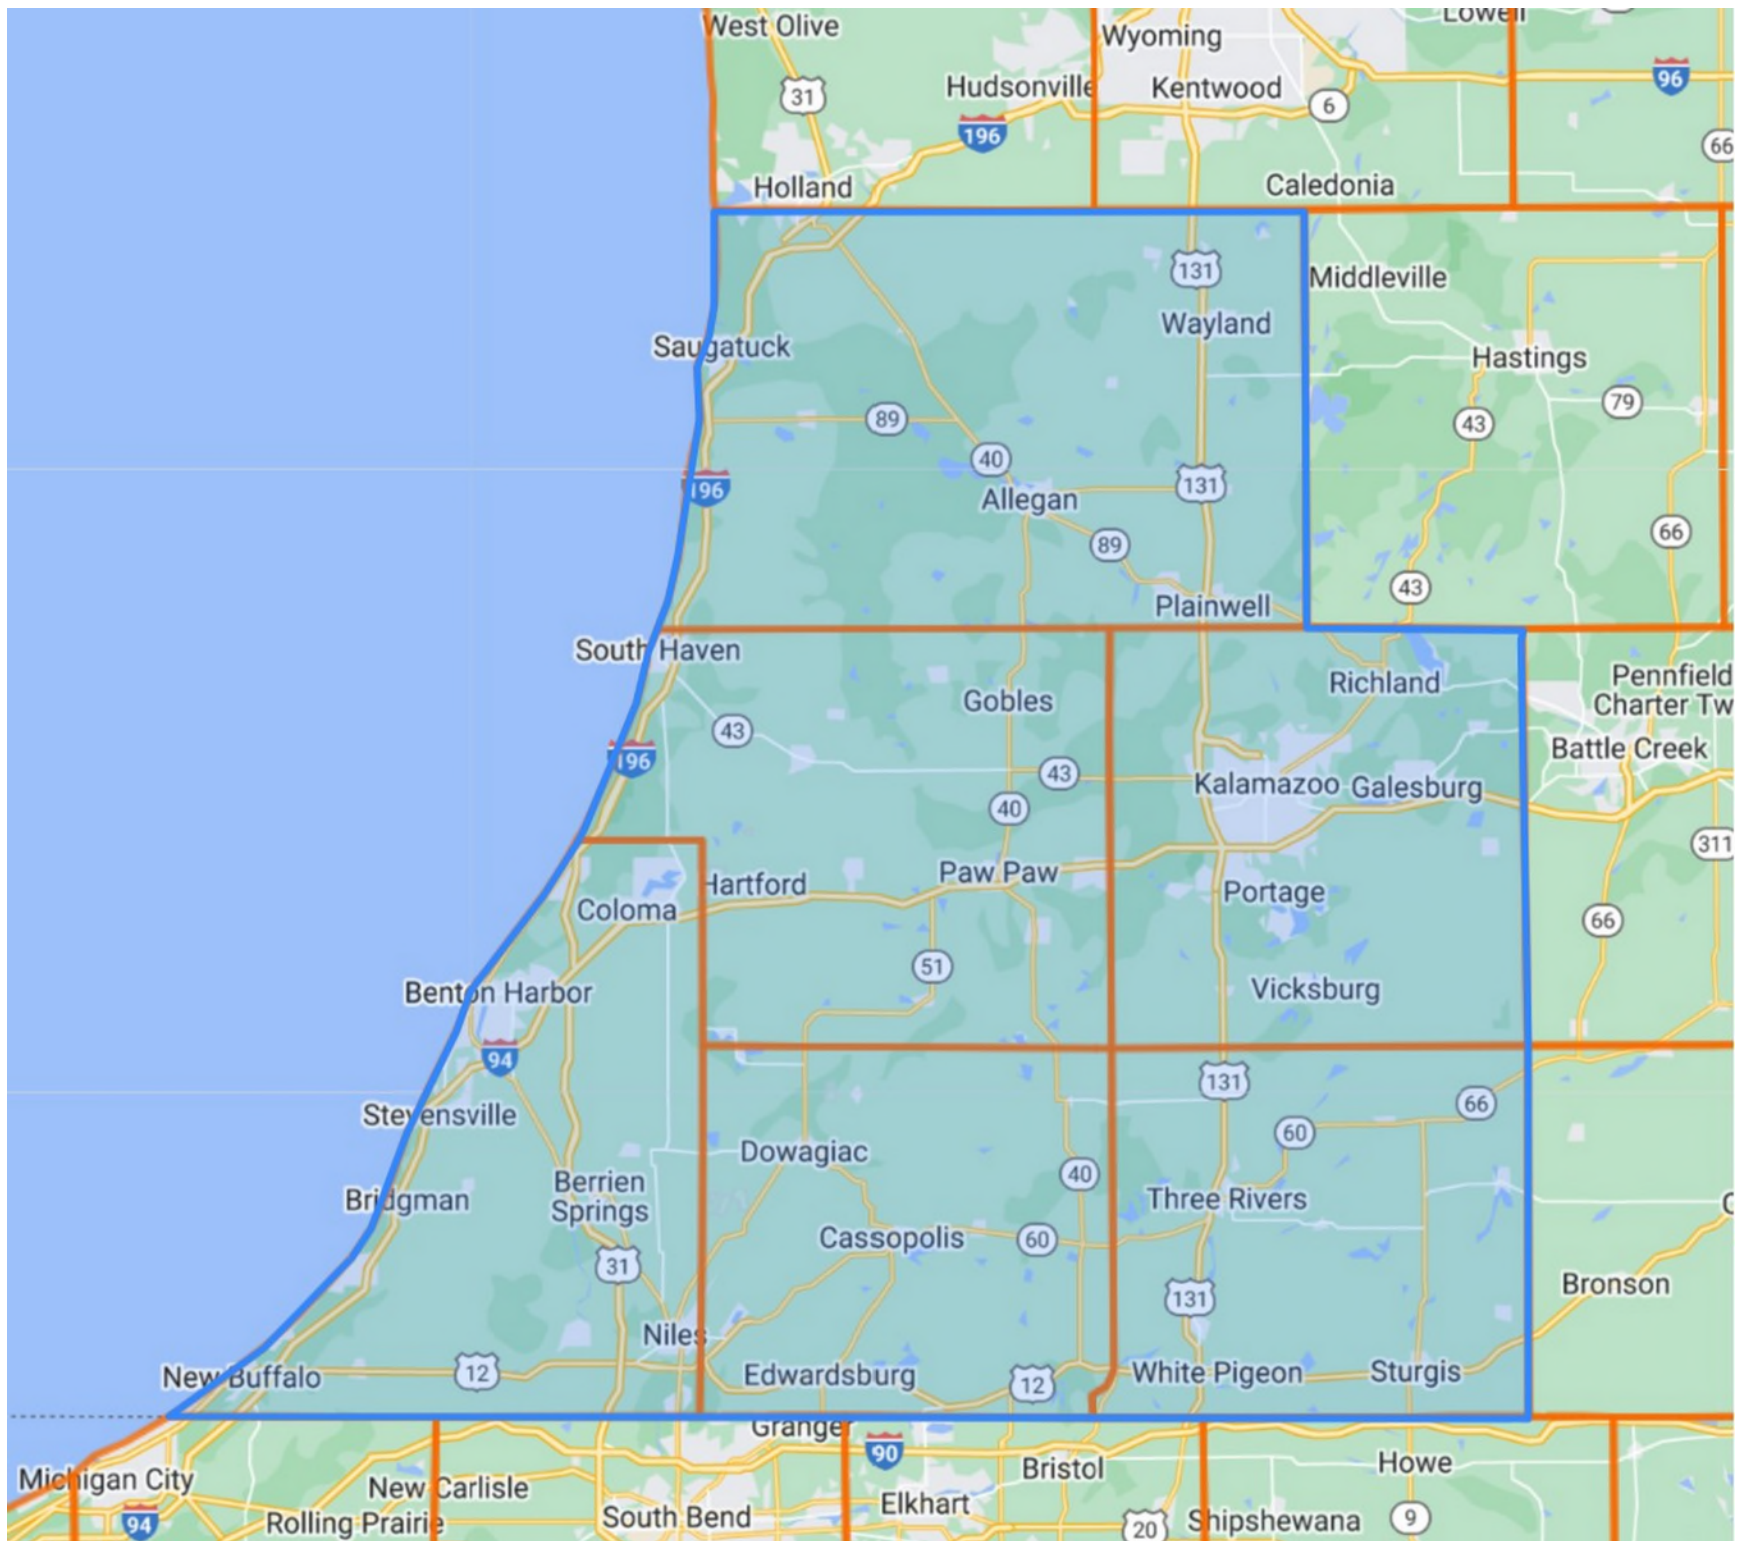 West Olive
Wyoming
Lowell
Hudsonville
Kentwood
96
31
6
196
66
Holland
Caledonia
131
Middleville
Wayland
Saugatuck
Hastings
89
79
43
40
196
131
Allegan
66
89
43
Plainwell
South Haven
Richland
Pennfield
Charter Tw
Gobles
43
Battle Creek
196
43
Kalamazoo
Galesburg
40
311
Paw Paw
Hartford
Portage
Coloma
66
51
Vicksburg
Benton Harbor
94
131
66
Stevensville
60
Dowagiac
40
Berrien
Springs
Bridgman
Three Rivers
Cassopolis
60
31
Bronson
131
Niles
New Buffalo
12
Edwardsburg
12
White Pigeon
Sturgis
Granger
90
Bristol
Howe
Michigan City
New Carlisle
Elkhart
94
Rolling Prairie
South Bend
20
Shipshewana
9